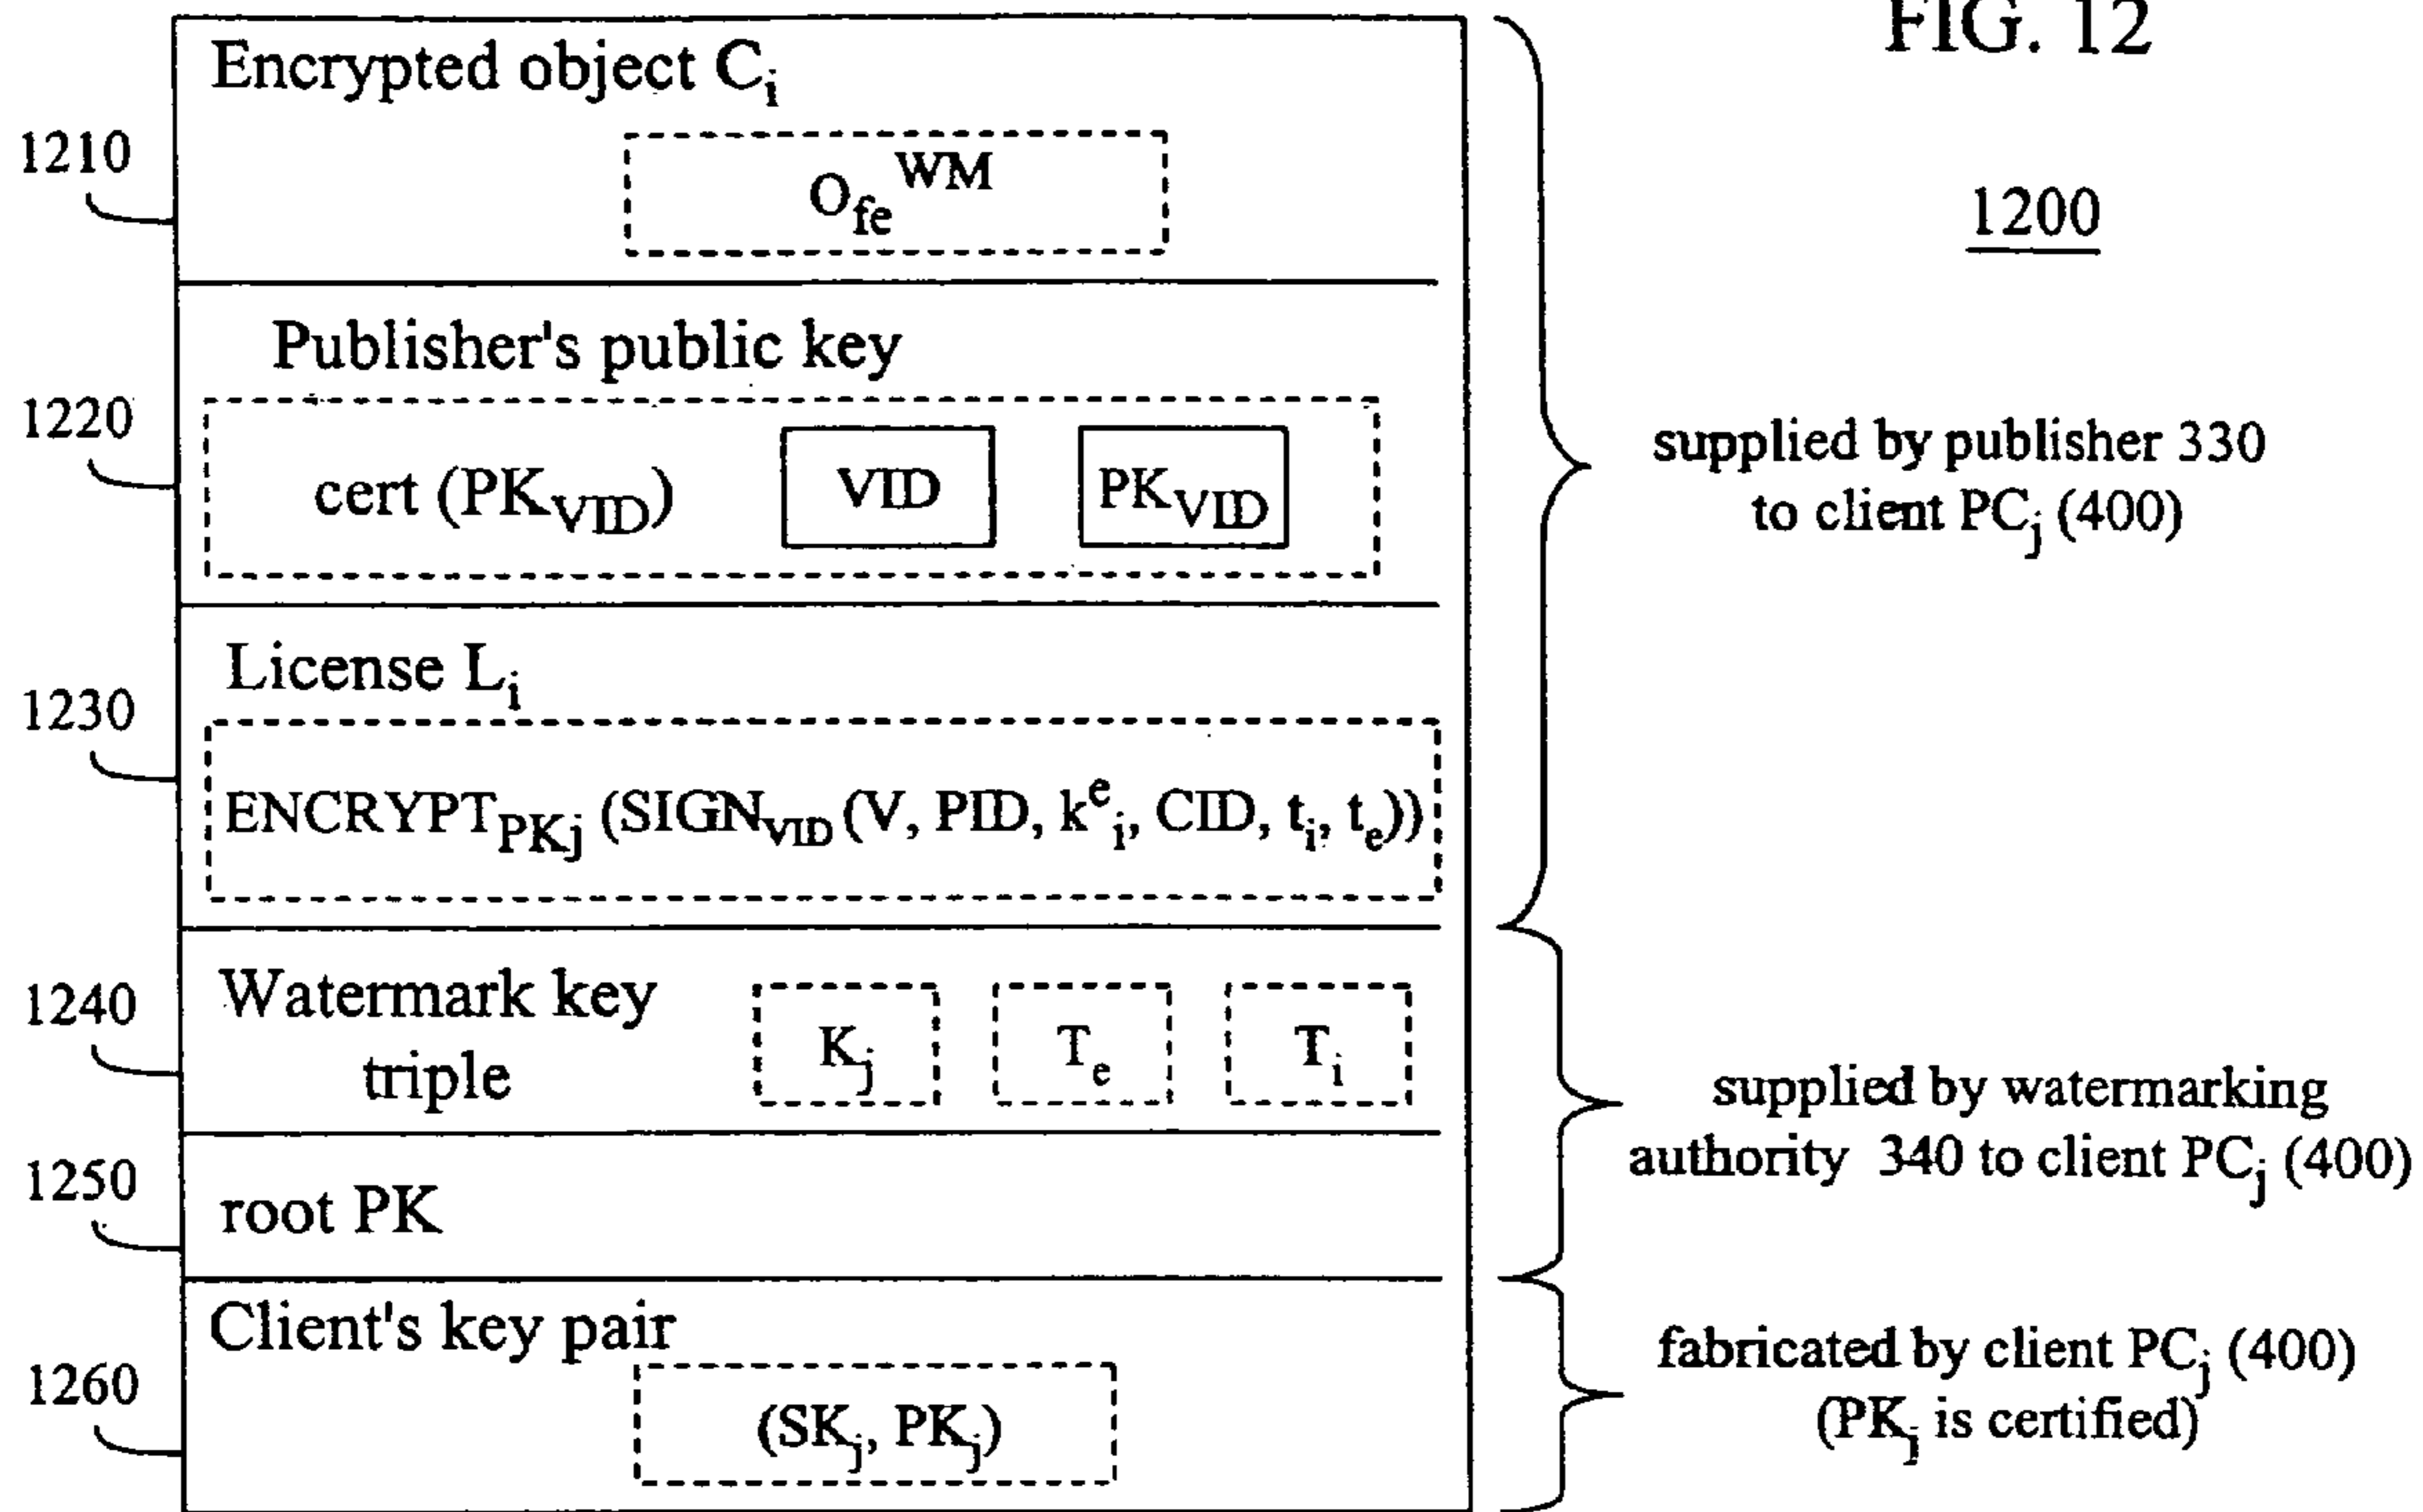 FIG. 12
1200
Encrypted object Cᵢ
1210
O_fe^WM
Publisher's public key
1220
cert (PK_VID)
VID
PK_VID
supplied by publisher 330
to client PC_j (400)
License L_i
1230
ENCRYPT_PKj (SIGN_VID (V, PID, k^e_i, CID, t_i, t_e))
1240
Watermark key
triple
K_j
T_e
T_i
supplied by watermarking
authority 340 to client PC_j (400)
1250
root PK
Client's key pair
1260
(SK_j, PK_j)
fabricated by client PC_j (400)
(PK_j is certified)